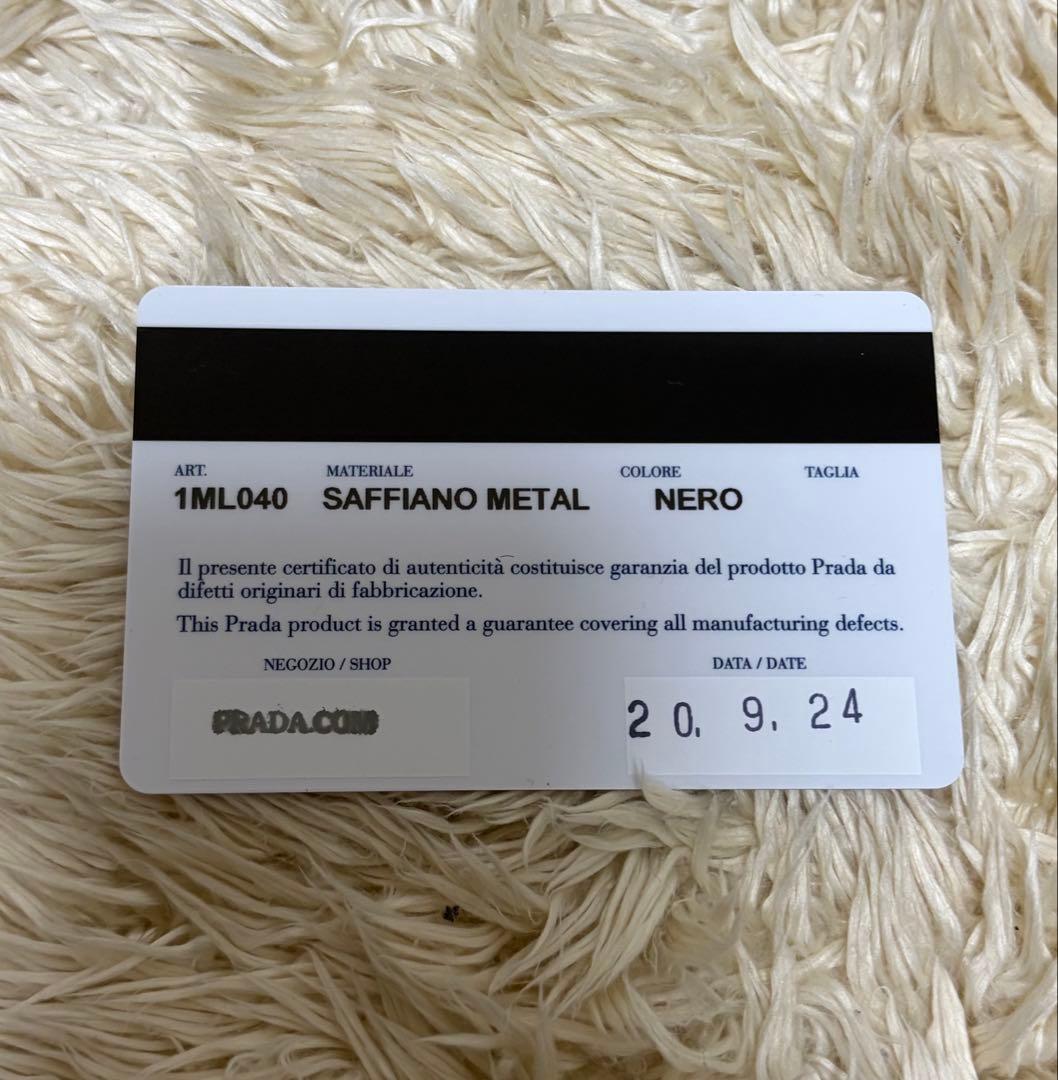 ART. MATERIALE COLORE TAGLIA
1ML040 SAFFIANO METAL NERO
Il presente certificato di autenticità costituisce garanzia del prodotto Prada da
difetti originari di fabbricazione.
This Prada product is granted a guarantee covering all manufacturing defects.
NEGOZIO / SHOP DATA / DATE
PRADA.COM 20. 9. 24